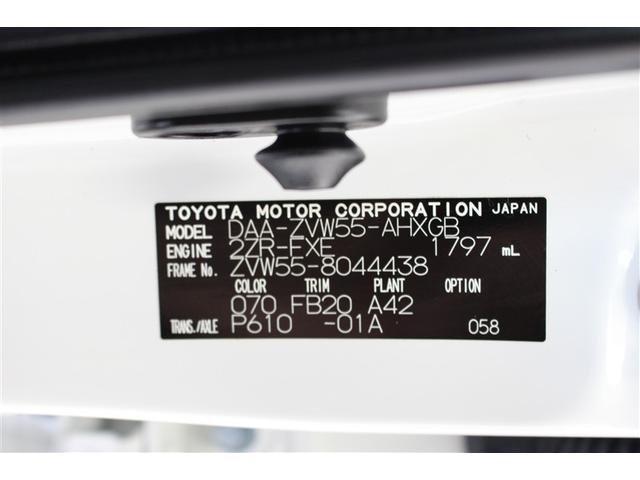 TOYOTA MOTOR CORPORATION JAPAN
MODEL DAA-ZVW55-AHXGB
ENGINE 2ZR-FXE 1797 mL
FRAME No. ZVW55-8044438
COLOR TRIM PLANT OPTION
070 FB20 A42
TRANS./AXLE P610 -01A 058